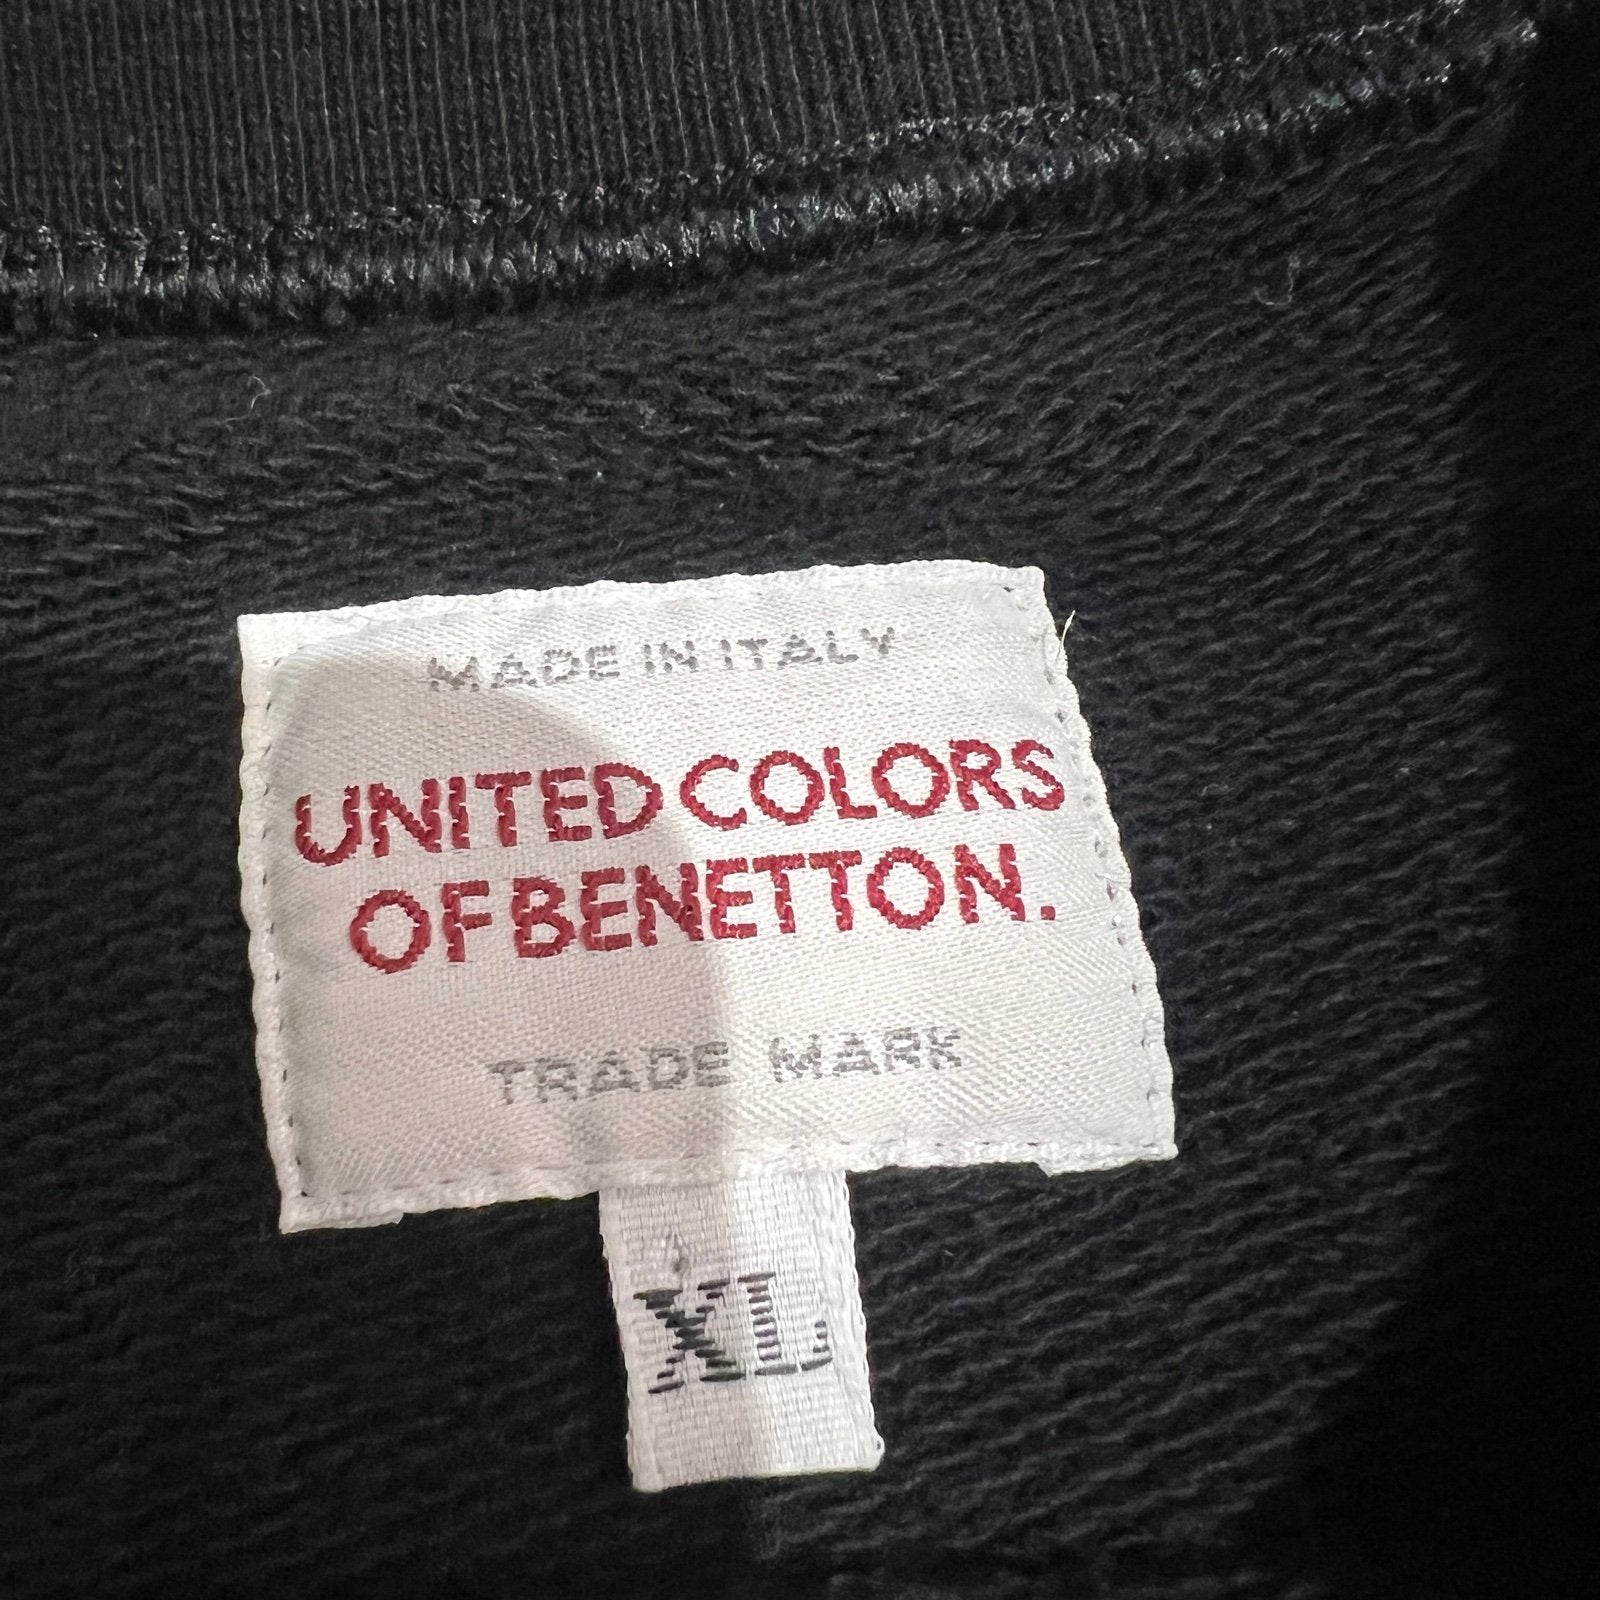 MADE IN ITALY
UNITED COLORS
OF BENETTON.
TRADE MARK
XL